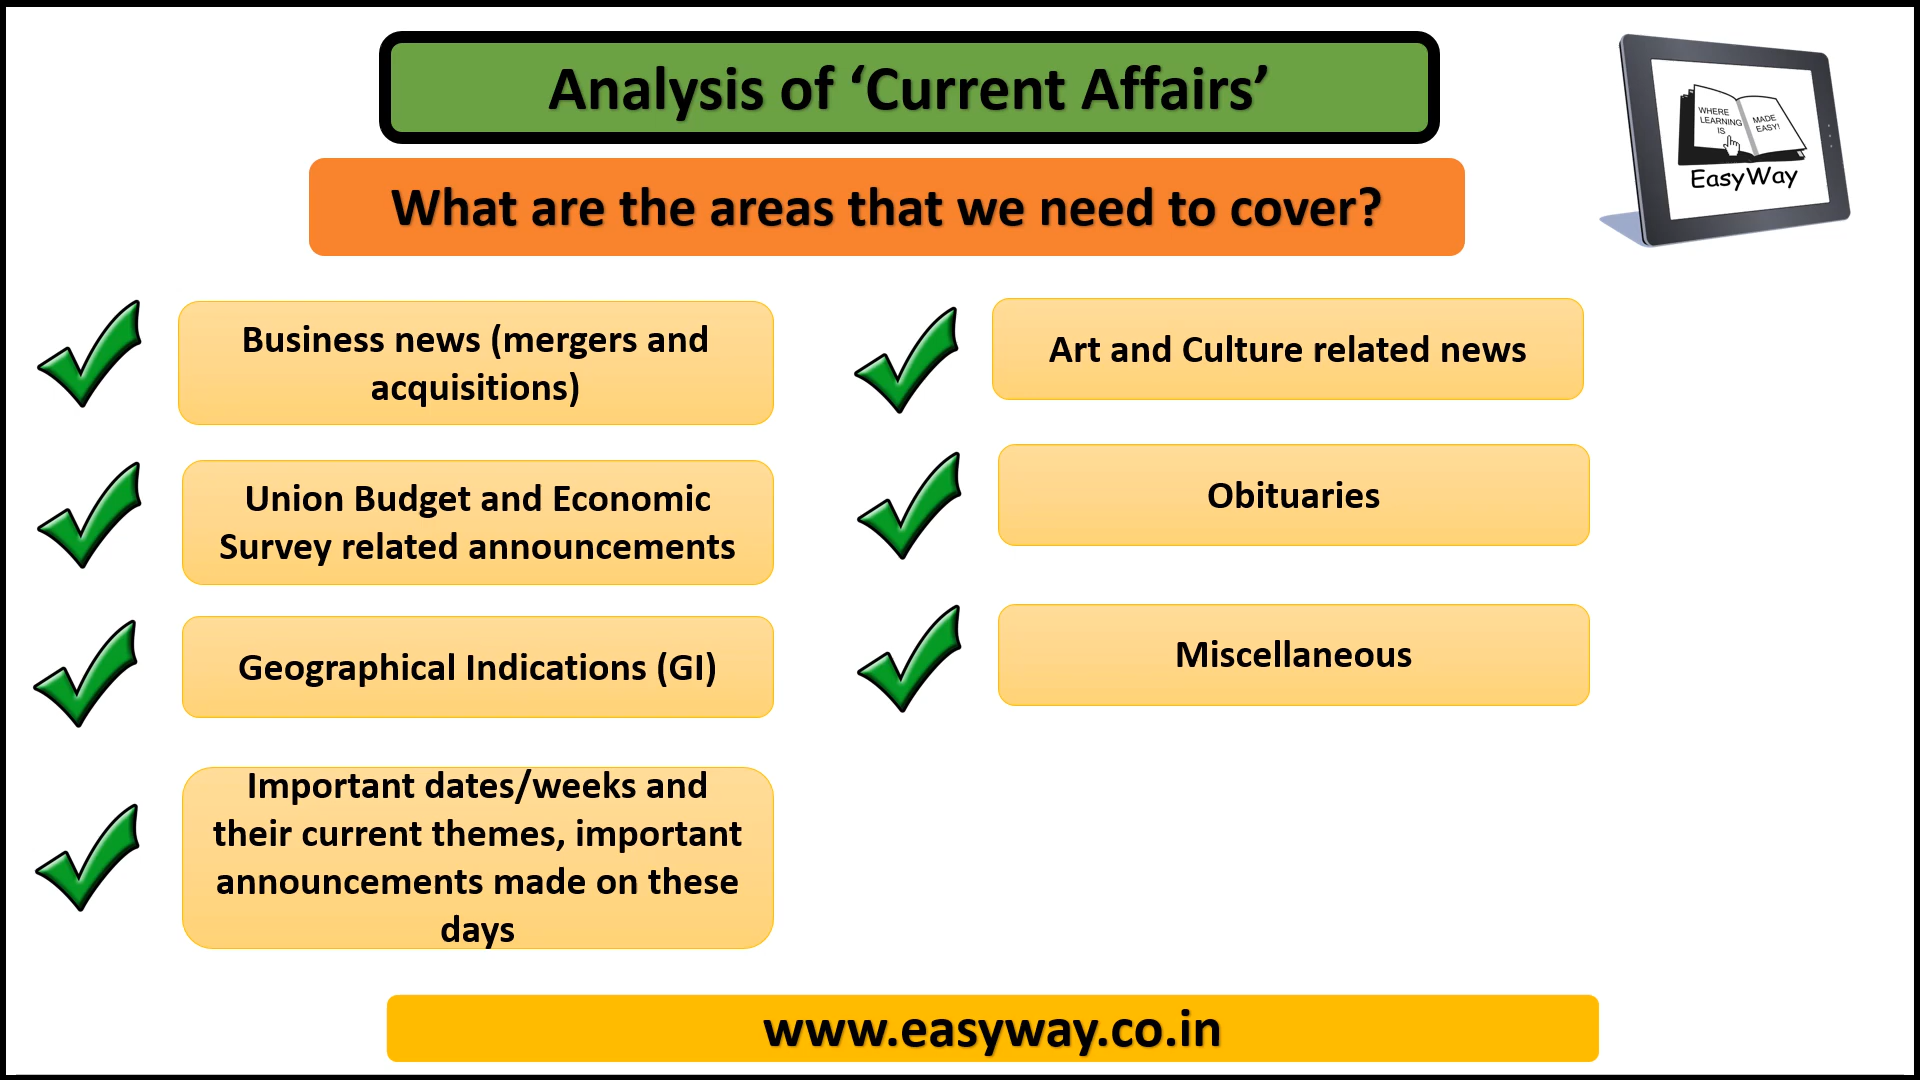 Analysis of ‘Current Affairs’
What are the areas that we need to cover?
WHERE
LEARNING
IS
MADE
EASY!
EasyWay
Business news (mergers and
acquisitions)
Union Budget and Economic
Survey related announcements
Geographical Indications (GI)
Important dates/weeks and
their current themes, important
announcements made on these
days
Art and Culture related news
Obituaries
Miscellaneous
www.easyway.co.in